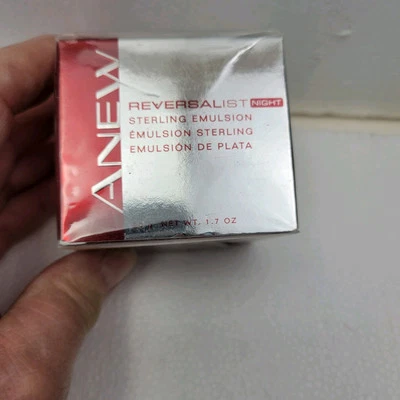 ANEW
REVERSALIST NIGHT
STERLING EMULSION
ÉMULSION STERLING
EMULSIÓN DE PLATA
NET WT. 1.7 OZ